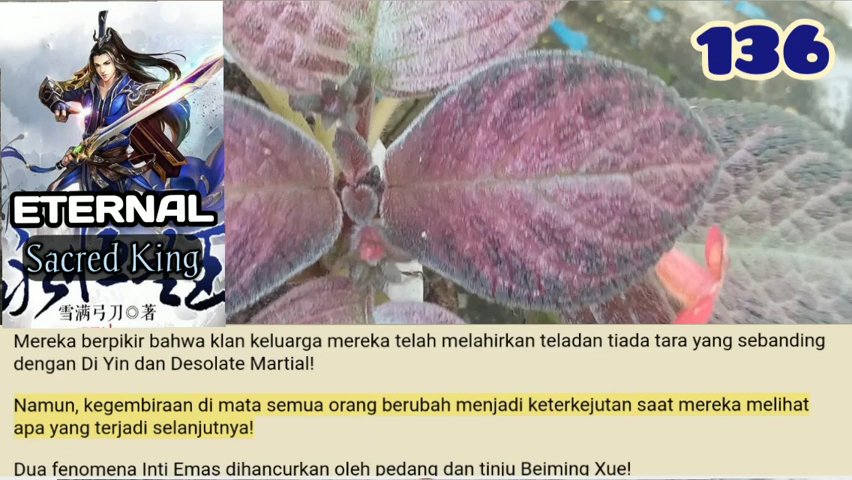 136
ETERNAL
Sacred King
雪满弓刀◎著
Mereka berpikir bahwa klan keluarga mereka telah melahirkan teladan tiada tara yang sebanding
dengan Di Yin dan Desolate Martial!
Namun, kegembiraan di mata semua orang berubah menjadi keterkejutan saat mereka melihat
apa yang terjadi selanjutnya!
Dua fenomena Inti Emas dihancurkan oleh pedang dan tinju Beiming Xue!